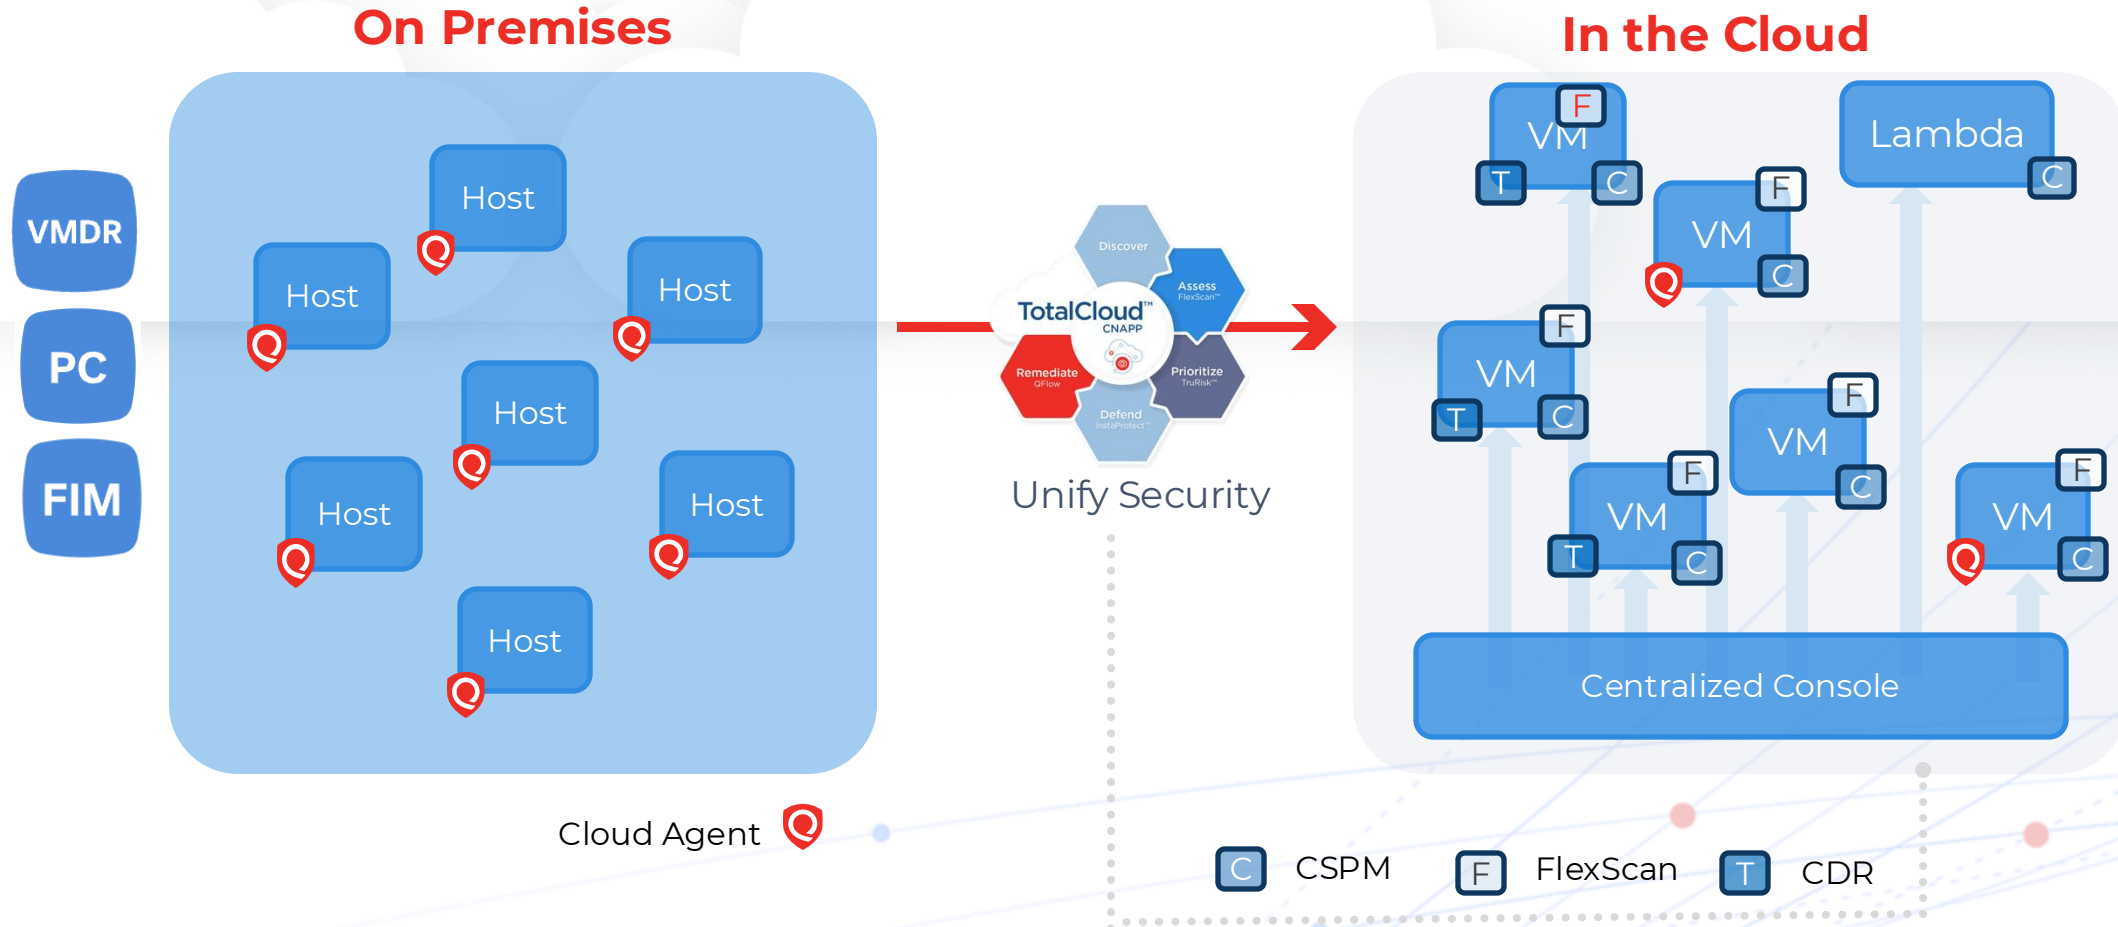 On Premises
VMDR
PC
FIM
Host
Host
Host
Host
Host
Host
Host
Cloud Agent
Discover
Assess
FlexScan™
TotalCloud™
CNAPP
Remediate
QFlow
Prioritize
TruRisk™
Defend
InstaProtect™
Unify Security
In the Cloud
F
VM
T
C
Lambda
C
F
VM
C
F
VM
T
C
F
VM
C
F
VM
T
C
F
VM
C
Centralized Console
C CSPM
F FlexScan
T CDR